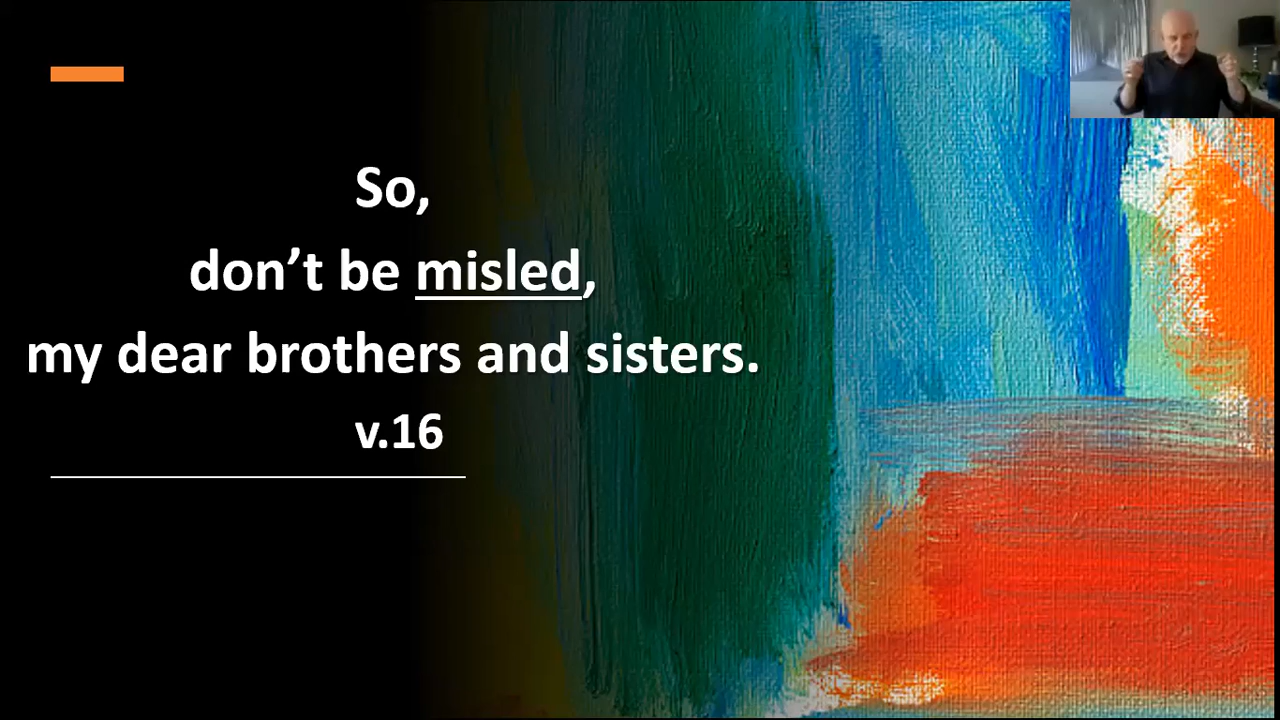 So,
don’t be misled,
my dear brothers and sisters.
v.16